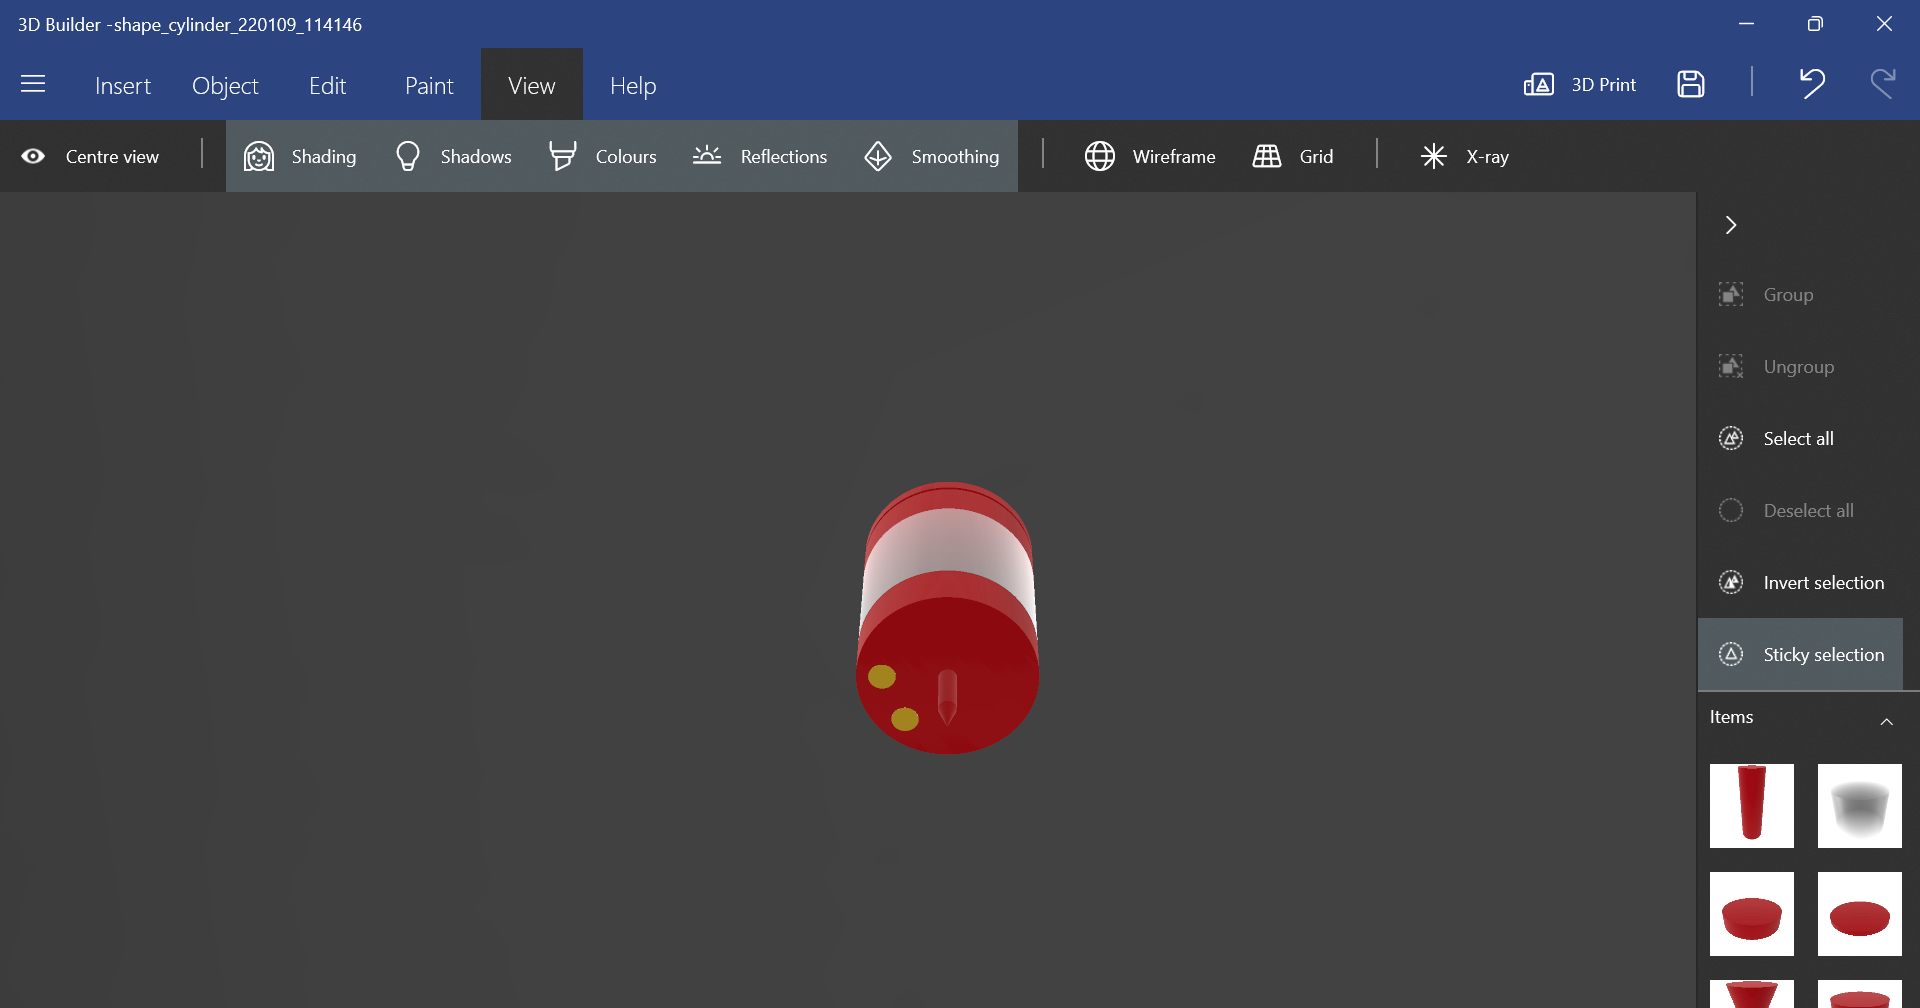 3D Builder -shape_cylinder_220109_114146
Insert Object Edit Paint View Help 3D Print
Centre view Shading Shadows Colours Reflections Smoothing Wireframe Grid X-ray
Group
Ungroup
Select all
Deselect all
Invert selection
Sticky selection
Items